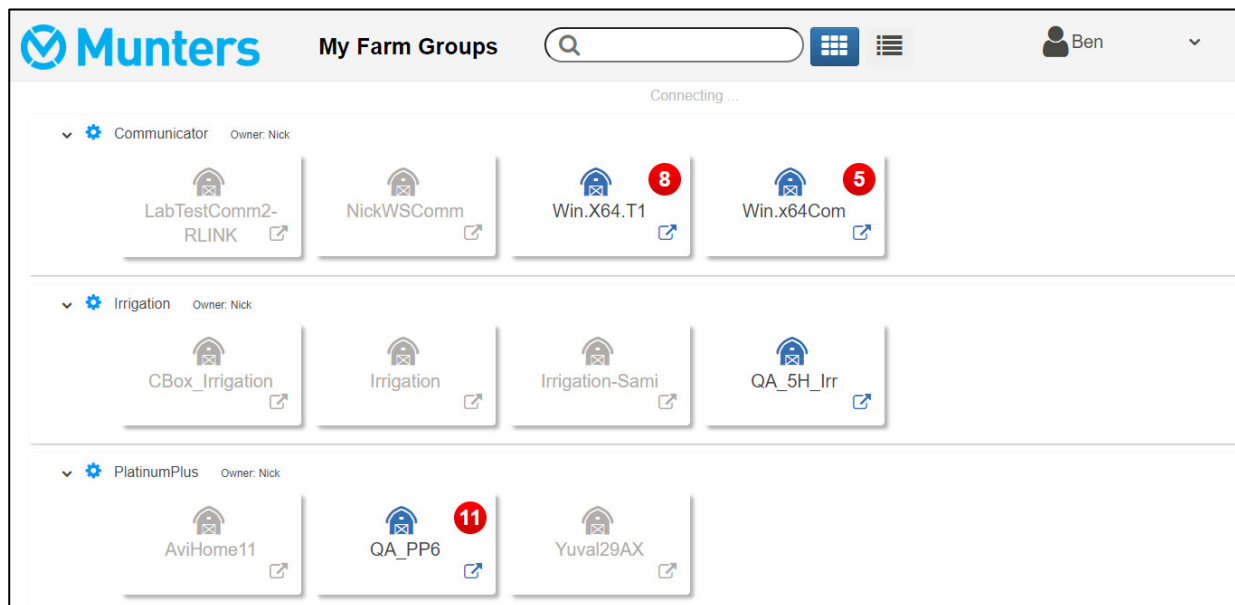 Munters My Farm Groups Ben
Connecting ...
Communicator Owner: Nick
8 5
LabTestComm2-RLINK NickWSComm Win.X64.T1 Win.x64Com
Irrigation Owner: Nick
CBox_Irrigation Irrigation Irrigation-Sami QA_5H_Irr
PlatinumPlus Owner: Nick
11
AviHome11 QA_PP6 Yuval29AX